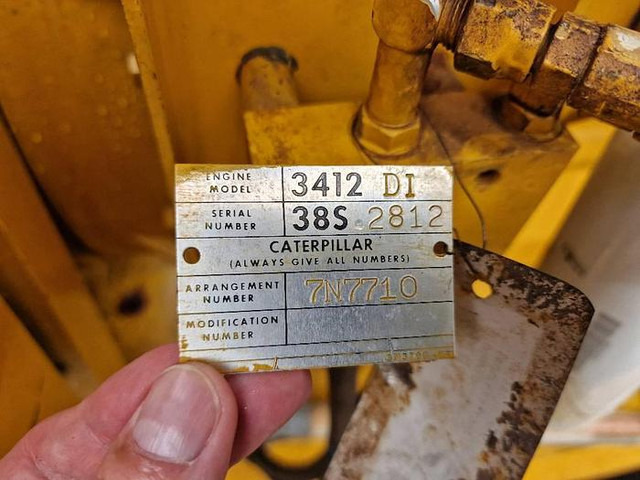 ENGINE MODEL 3412 DI
SERIAL NUMBER 38S 2812
CATERPILLAR
(ALWAYS GIVE ALL NUMBERS)
ARRANGEMENT NUMBER 7N7710
MODIFICATION NUMBER